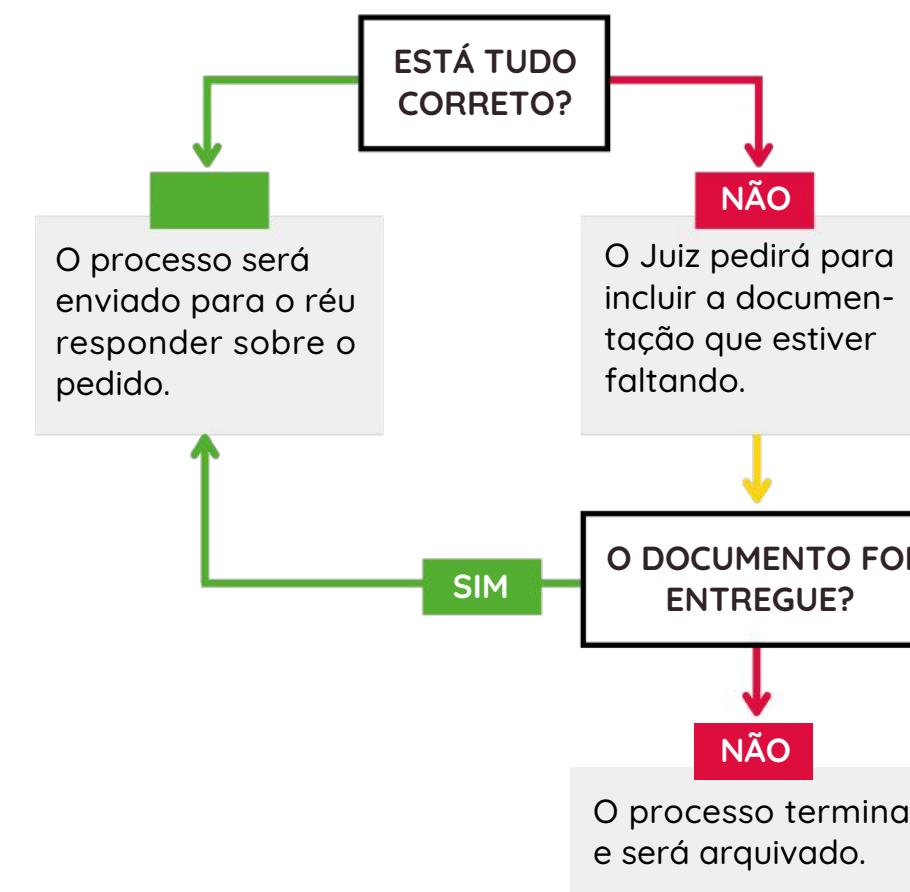 ESTÁ TUDO
CORRETO?
NÃO
O processo será
enviado para o réu
responder sobre o
pedido.
O Juiz pedirá para
incluir a documen-
tação que estiver
faltando.
SIM
O DOCUMENTO FOI
ENTREGUE?
NÃO
O processo termina
e será arquivado.